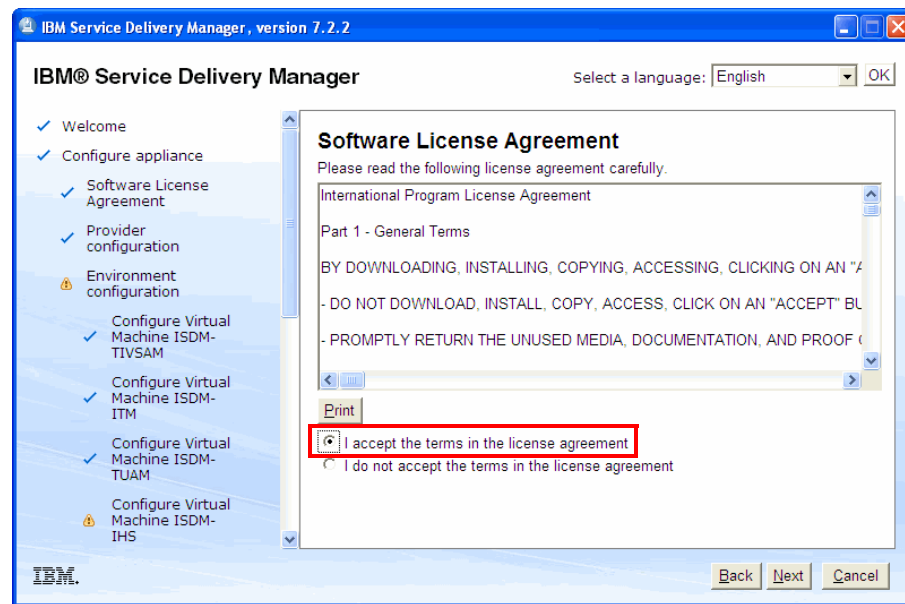 IBM Service Delivery Manager, version 7.2.2
IBM® Service Delivery Manager
Select a language: English OK
Welcome
Configure appliance
Software License
Agreement
Provider
configuration
Environment
configuration
Configure Virtual
Machine ISDM-
TIVSAM
Configure Virtual
Machine ISDM-
ITM
Configure Virtual
Machine ISDM-
TUAM
Configure Virtual
Machine ISDM-
IHS
Software License Agreement
Please read the following license agreement carefully.
International Program License Agreement
Part 1 - General Terms
BY DOWNLOADING, INSTALLING, COPYING, ACCESSING, CLICKING ON AN "A
- DO NOT DOWNLOAD, INSTALL, COPY, ACCESS, CLICK ON AN "ACCEPT" BU
- PROMPTLY RETURN THE UNUSED MEDIA, DOCUMENTATION, AND PROOF
Print
I accept the terms in the license agreement
I do not accept the terms in the license agreement
IBM.
Back Next Cancel